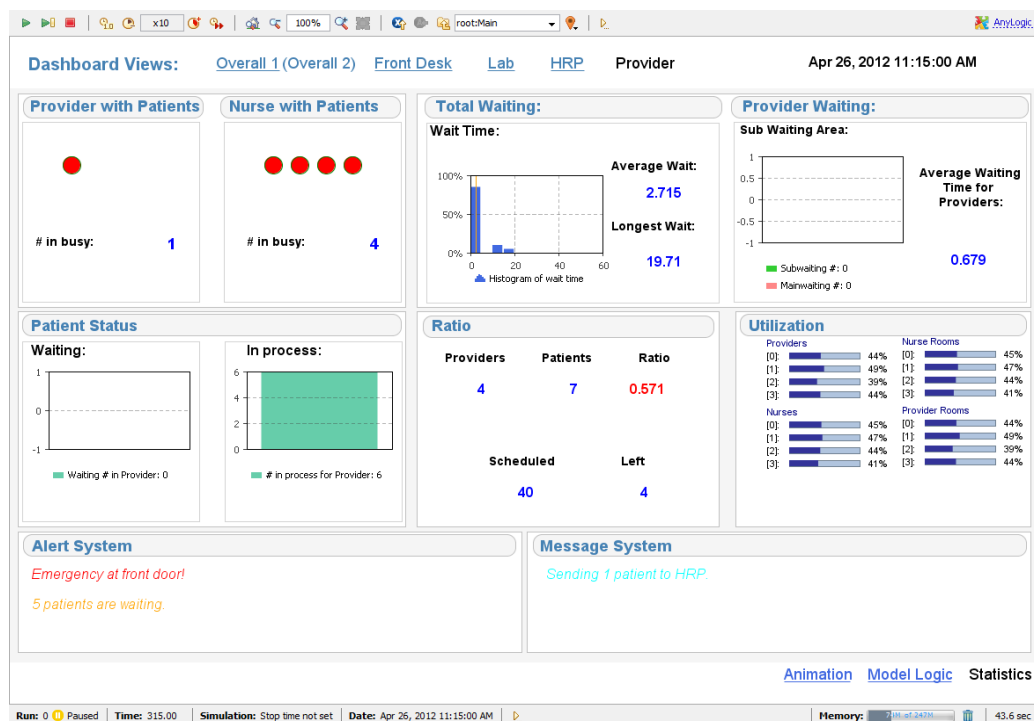 x10 100% root:Main AnyLogic
Dashboard Views: Overall 1 (Overall 2) Front Desk Lab HRP Provider Apr 26, 2012 11:15:00 AM
Provider with Patients
# in busy: 1
Nurse with Patients
# in busy: 4
Total Waiting:
Wait Time:
100%
50%
0%
0 20 40 60
Histogram of wait time
Average Wait:
2.715
Longest Wait:
19.71
Provider Waiting:
Sub Waiting Area:
1
0.5
0
-0.5
-1
Subwaiting #: 0
Mainwaiting #: 0
Average Waiting
Time for
Providers:
0.679
Patient Status
Waiting:
1
0
-1
Waiting # in Provider: 0
In process:
6
4
2
0
# in process for Provider: 6
Ratio
Providers Patients Ratio
4 7 0.571
Scheduled Left
40 4
Utilization
Providers
[0]: 44%
[1]: 49%
[2]: 39%
[3]: 44%
Nurse Rooms
[0]: 45%
[1]: 47%
[2]: 44%
[3]: 41%
Nurses
[0]: 45%
[1]: 47%
[2]: 44%
[3]: 41%
Provider Rooms
[0]: 44%
[1]: 49%
[2]: 39%
[3]: 44%
Alert System
Emergency at front door!
5 patients are waiting.
Message System
Sending 1 patient to HRP.
Animation Model Logic Statistics
Run: 0 Paused Time: 315.00 Simulation: Stop time not set Date: Apr 26, 2012 11:15:00 AM Memory: of 247M 43.6 sec